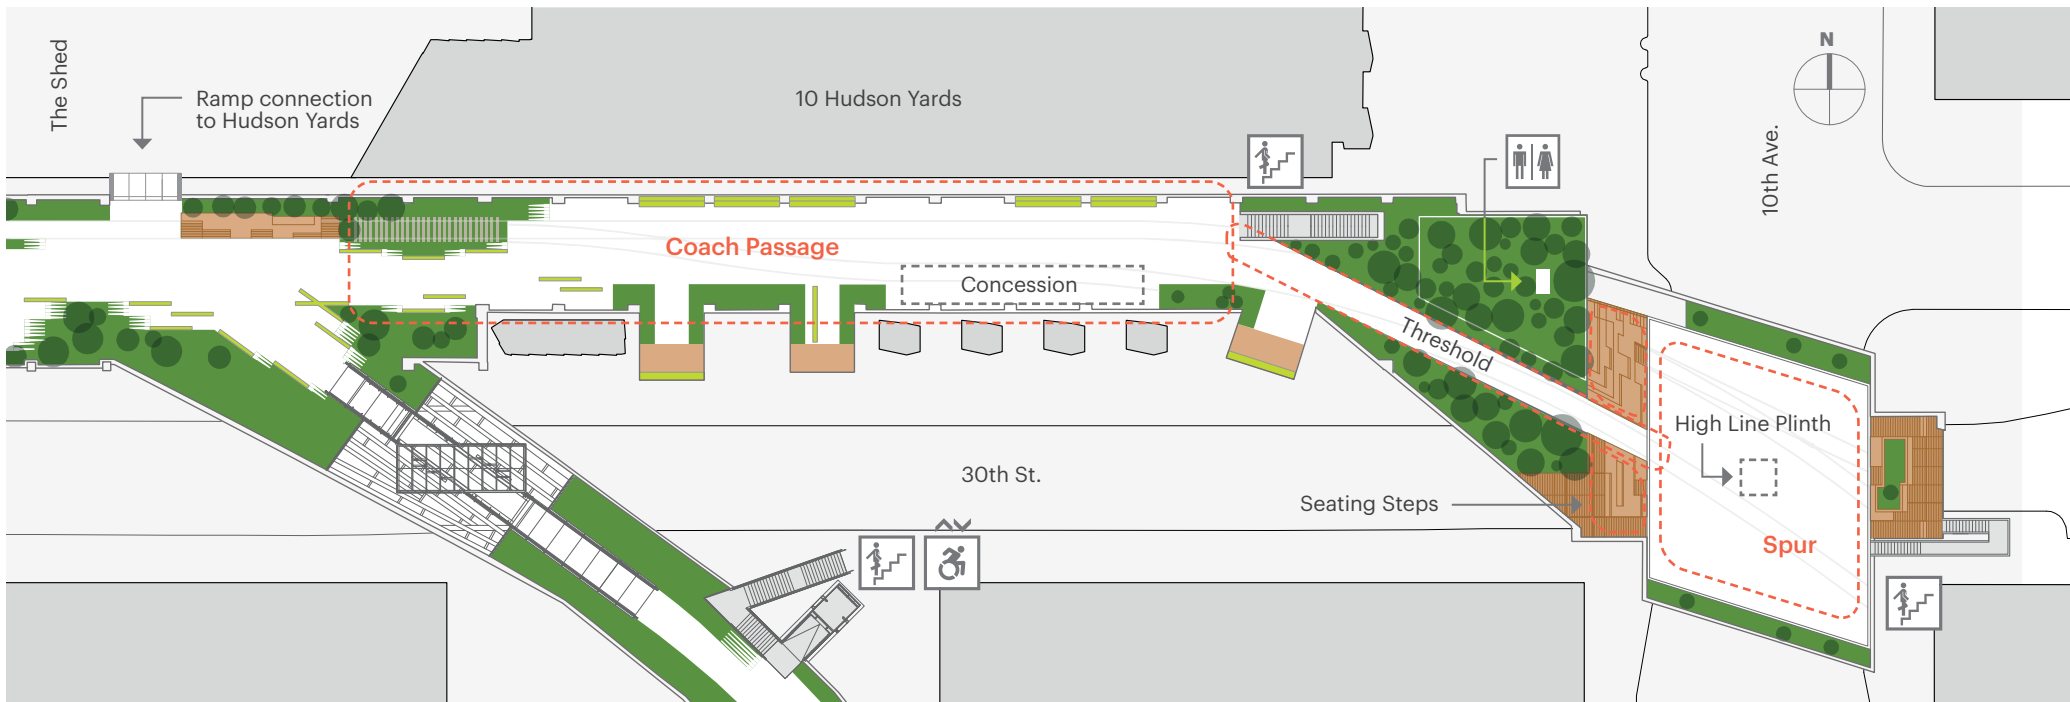 The Shed
Ramp connection
to Hudson Yards
10 Hudson Yards
N
10th Ave.
Coach Passage
Concession
Threshold
High Line Plinth
30th St.
Seating Steps
Spur